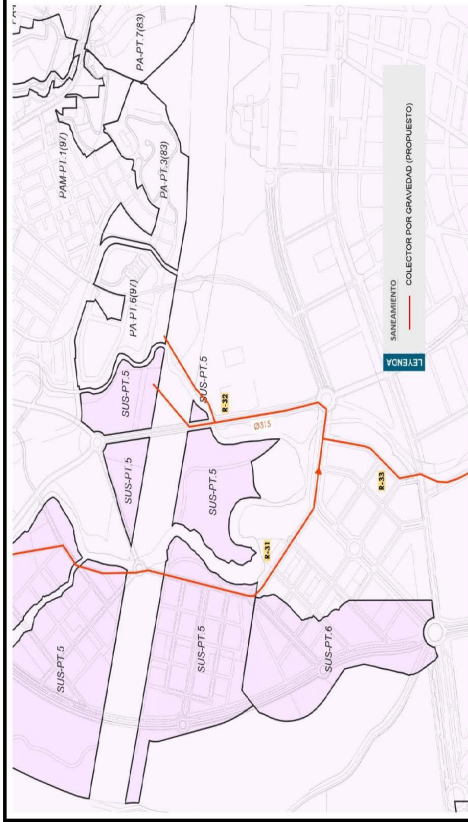 PA-PT.7(83)
PAM-PT.1(97)
PA-PT.3(83)
PA-PT.6(97)
SUS-PT.5
SUS-PT.5
SUS-PT.5
SUS-PT.5
SUS-PT.5
SUS-PT.5
SUS-PT.6
R-32
Ø315
R-31
R-33
LEYENDA
SANEAMIENTO
COLECTOR POR GRAVEDAD (PROPUESTO)